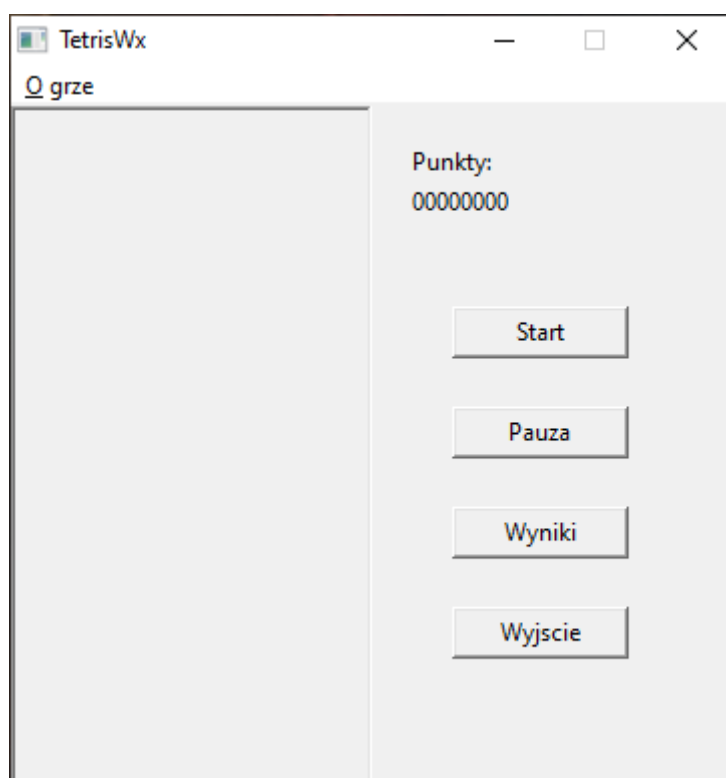 TetrisWx
O grze
Punkty:
00000000
Start
Pauza
Wyniki
Wyjscie